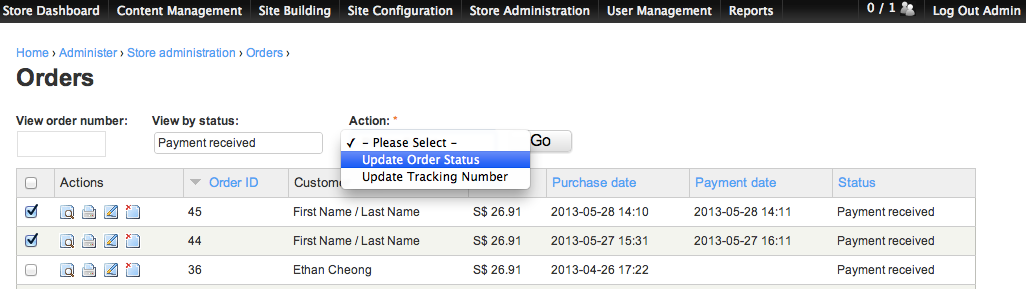 Store Dashboard Content Management Site Building Site Configuration Store Administration User Management Reports 0 / 1 Log Out Admin
Home › Administer › Store administration › Orders ›
Orders
View order number: View by status: Action: *
Payment received ✓ – Please Select – Go
Update Order Status
Update Tracking Number
Actions Order ID Custome Purchase date Payment date Status
45 First Name / Last Name S$ 26.91 2013-05-28 14:10 2013-05-28 14:11 Payment received
44 First Name / Last Name S$ 26.91 2013-05-27 15:31 2013-05-27 16:11 Payment received
36 Ethan Cheong S$ 26.91 2013-04-26 17:22 Payment received